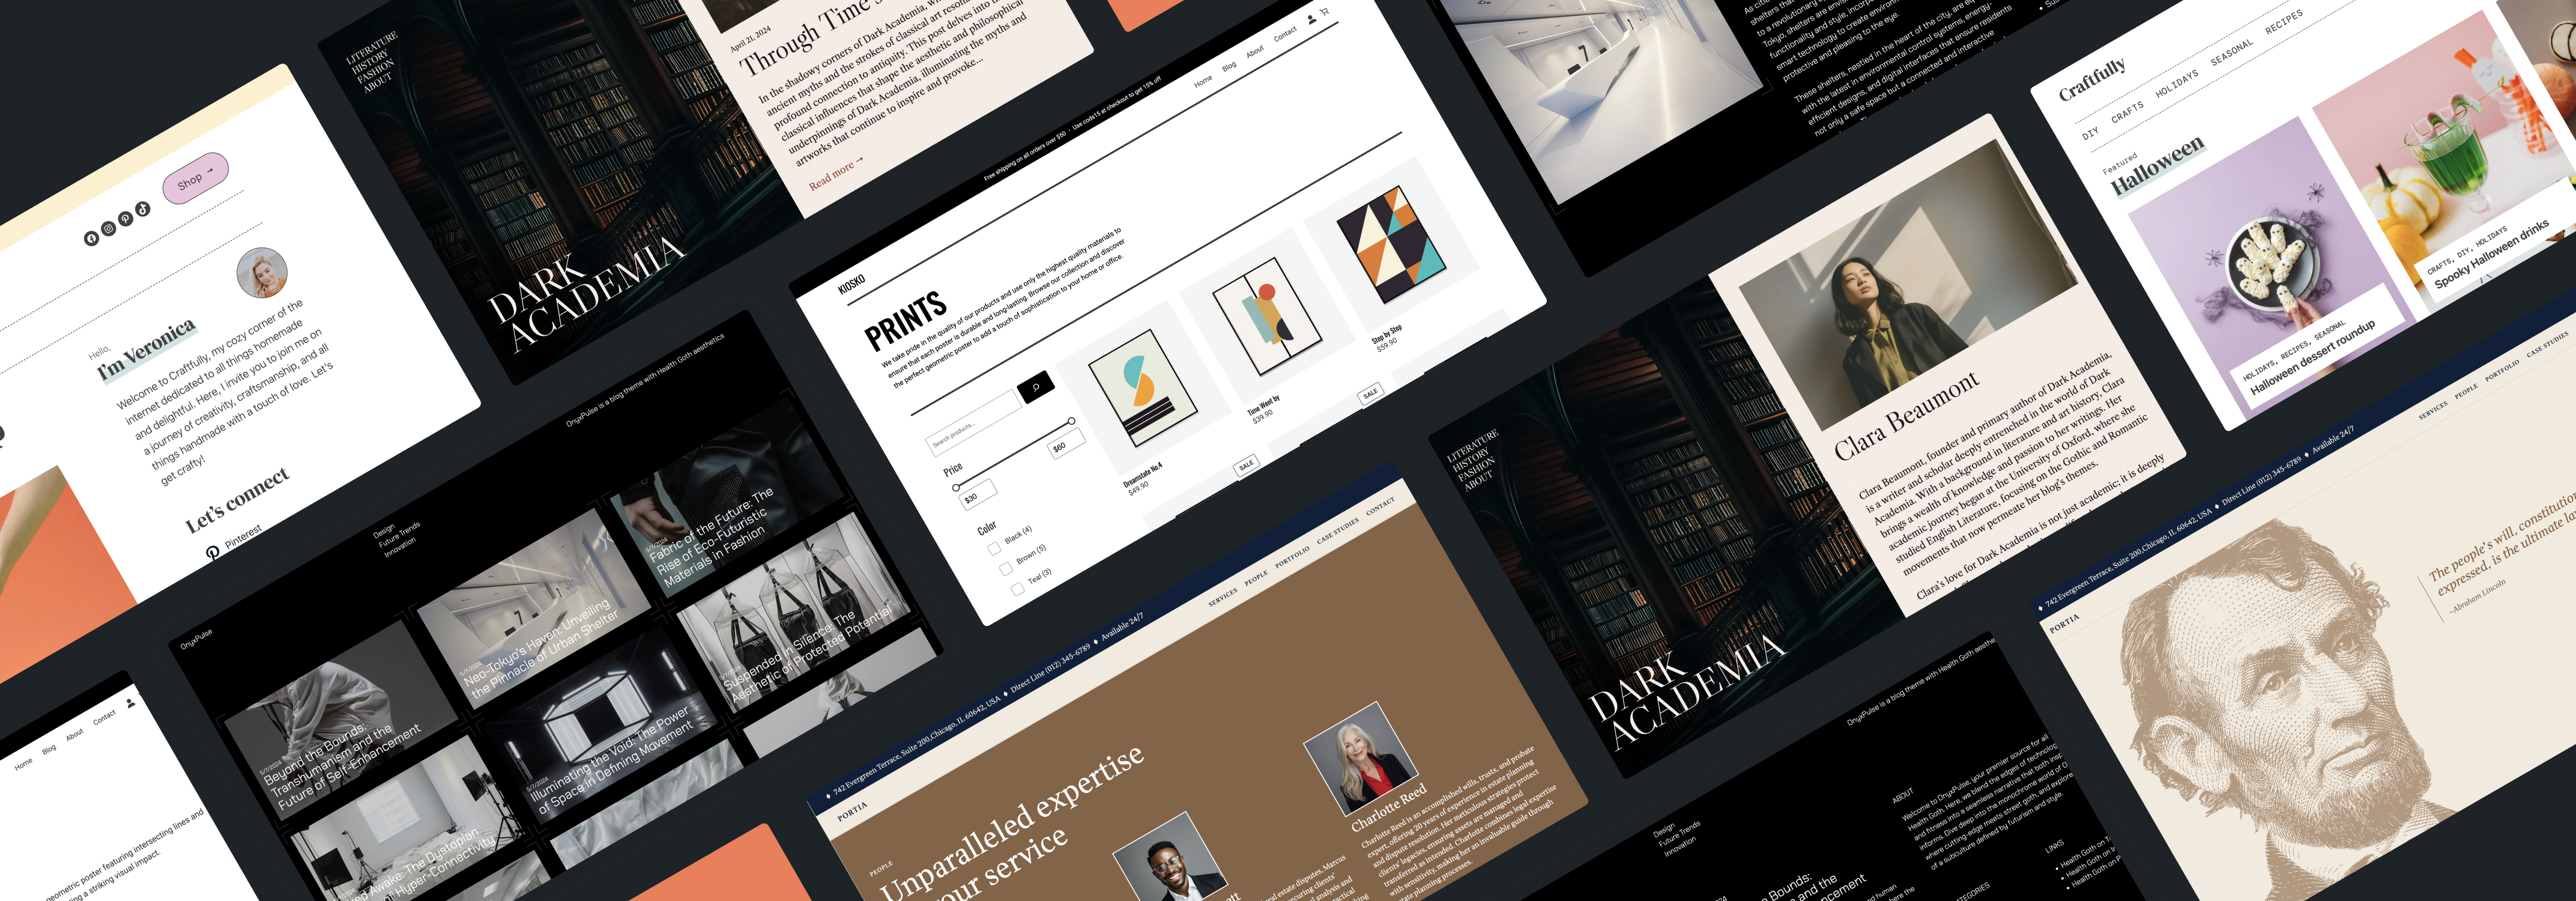 Shop →
Hello,
I'm Veronica
Welcome to Craftfully, my cozy corner of the
internet dedicated to all things homemade
and delightful. Here, I invite you to join me on
a journey of creativity, craftsmanship, and all
things handmade with a touch of love. Let's
get crafty!
Let's connect
Pinterest
LITERATURE
HISTORY
FASHION
ABOUT
DARK
ACADEMIA
April 21, 2024
Through Time's
In the shadowy corners of Dark Academia,
ancient myths and the strokes of classical art
profound connection to antiquity. This post delves into
classical influences that shape the aesthetic and philosophical
underpinnings of Dark Academia, illuminating the myths and
artworks that continue to inspire and provoke...
Read more →
Free shipping on all orders over $50 · Use code15 at checkout to get 15% off
KIOSKO
Home Blog About Contact
PRINTS
We take pride in the quality of our products and use only the highest quality materials to
ensure that each poster is durable and long-lasting. Browse our collection and discover
the perfect geometric poster to add a touch of sophistication to your home or office.
Search products...
Price
$30
$60
Color
Black (4)
Brown (5)
Teal (3)
Dreamstate No.4
$49.90
Time Went by
$39.90
Step by Step
$59.90
SALE
SALE
As
shelters that
to a revolutionary
Tokyo, shelters are
functionality and style,
smart technology to create
protective and pleasing to the eye.
These shelters, nestled in the heart of the city, are
with the latest in environmental control systems, energy-
efficient designs, and digital interfaces that ensure residents
not only a safe space but a connected and interactive
Craftfully
DIY CRAFTS HOLIDAYS SEASONAL RECIPES
Featured
Halloween
HOLIDAYS, RECIPES, SEASONAL
Halloween dessert roundup
CRAFTS, DIY, HOLIDAYS
Spooky Halloween drinks
OnyxPulse
Design
Future Trends
Innovation
OnyxPulse is a blog theme with Health Goth aesthetics
5/7/2024
Beyond the Bounds:
Transhumanism and the
Future of Self-Enhancement
5/7/2024
Neo-Tokyo's Haven: Unveiling
the Pinnacle of Urban Shelter
5/7/2024
Fabric of the Future: The
Rise of Eco-Futuristic
Materials in Fashion
Awake: The Dystopian
of Hyper-Connectivity
5/7/2024
Illuminating the Void: The Power
of Space in Defining Movement
5/7/2024
Suspended in Silence: The
Aesthetic of Protected Potential
Home Blog About Contact
geometric poster featuring intersecting lines and
a striking visual impact.
♦ 742 Evergreen Terrace, Suite 200,Chicago, IL 60642, USA ♦ Direct Line (012) 345-6789 ♦ Available 24/7
PORTIA
SERVICES PEOPLE PORTFOLIO CASE STUDIES CONTACT
PEOPLE
Unparalleled expertise
our service
real estate disputes, Marcus
Charlotte Reed
Charlotte Reed is an accomplished wills, trusts, and probate
expert, offering 20 years of experience in estate planning
and dispute resolution. Her meticulous strategies protect
clients' legacies, ensuring assets are managed and
transferred as intended. Charlotte combines legal expertise
with sensitivity, making her an invaluable guide through
estate planning processes.
LITERATURE
HISTORY
FASHION
ABOUT
DARK
ACADEMIA
Clara Beaumont
Clara Beaumont, founder and primary author of Dark Academia,
is a writer and scholar deeply entrenched in the world of Dark
Academia. With a background in literature and art history, Clara
brings a wealth of knowledge and passion to her writings. Her
academic journey began at the University of Oxford, where she
studied English Literature, focusing on the Gothic and Romantic
movements that now permeate her blog's themes.
Clara's love for Dark Academia is not just academic; it is deeply
Design
Future Trends
Innovation
OnyxPulse is a blog theme with Health Goth
ABOUT
Welcome to OnyxPulse, your premier source for all
Health Goth. Here, we blend the edges of
and fitness into a seamless narrative that both
informs. Dive deep into the monochrome world of
where cutting-edge meets street grit, and explore
of a subculture defined by futurism and style.
LINKS
Health Goth on
Health Goth on
Health Goth on
Bounds:
and the
♦ 742 Evergreen Terrace, Suite 200,Chicago, IL 60642, USA ♦ Direct Line (012) 345-6789 ♦ Available 24/7
PORTIA
SERVICES PEOPLE PORTFOLIO CASE STUDIES
The people's will, constitutionally
expressed, is the ultimate law
–Abraham Lincoln